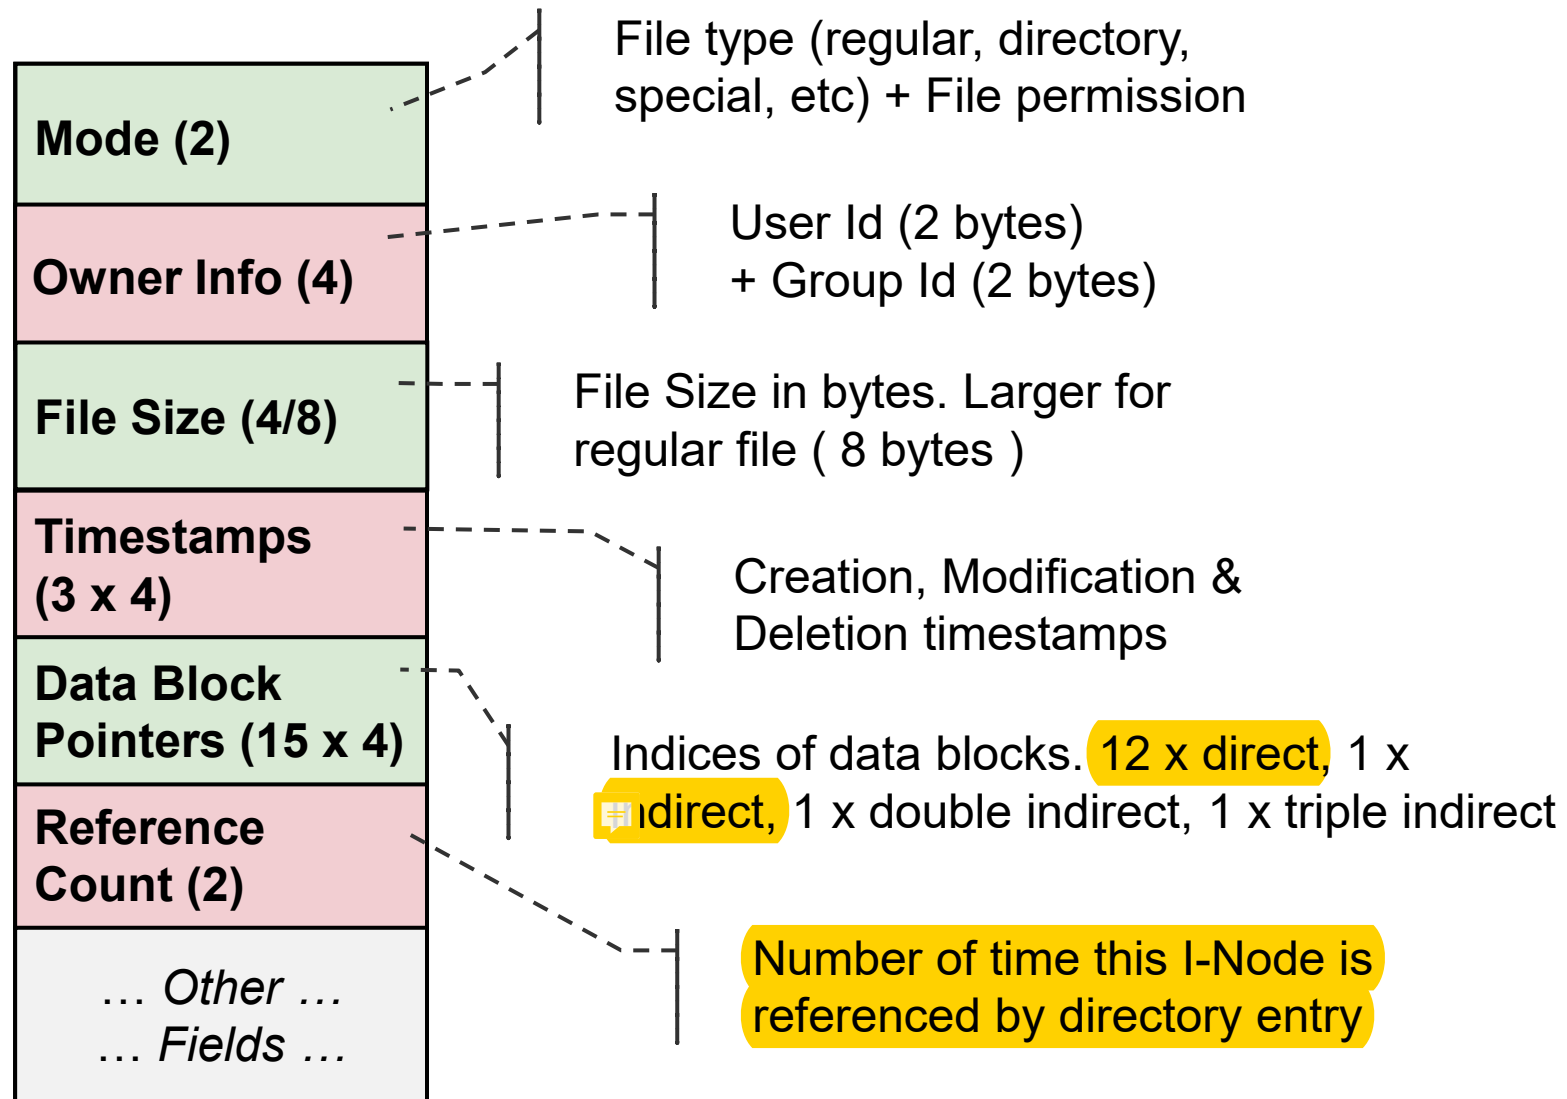 File type (regular, directory,
special, etc) + File permission
Mode (2)
User Id (2 bytes)
+ Group Id (2 bytes)
Owner Info (4)
File Size in bytes. Larger for
regular file ( 8 bytes )
File Size (4/8)
Timestamps
(3 x 4)
Creation, Modification &
Deletion timestamps
Data Block
Pointers (15 x 4)
Indices of data blocks. 12 x direct, 1 x
indirect, 1 x double indirect, 1 x triple indirect
Reference
Count (2)
Number of time this I-Node is
referenced by directory entry
… Other …
… Fields …